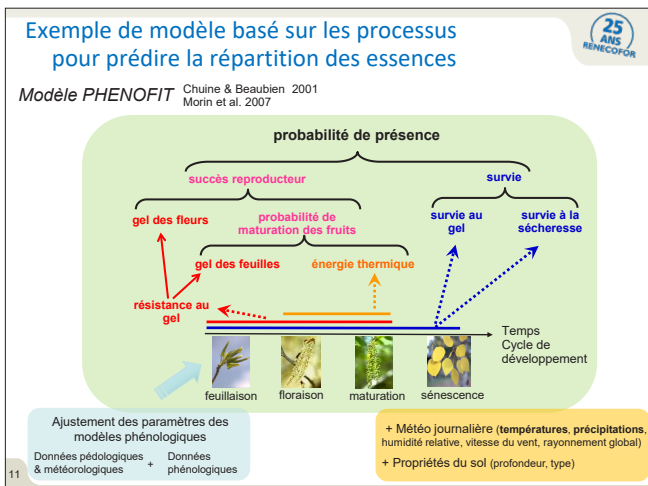 Exemple de modèle basé sur les processus
pour prédire la répartition des essences
25
ANS
RENECOFOR
Modèle PHENOFIT Chuine & Beaubien 2001
Morin et al. 2007
probabilité de présence
succès reproducteur
survie
gel des fleurs
probabilité de
maturation des fruits
survie au
gel
survie à la
sécheresse
gel des feuilles
énergie thermique
résistance au
gel
Temps
Cycle de
développement
feuillaison
floraison
maturation
sénescence
Ajustement des paramètres des
modèles phénologiques
Données pédologiques
& météorologiques
+
Données
phénologiques
+ Météo journalière (températures, précipitations,
humidité relative, vitesse du vent, rayonnement global)
+ Propriétés du sol (profondeur, type)
11